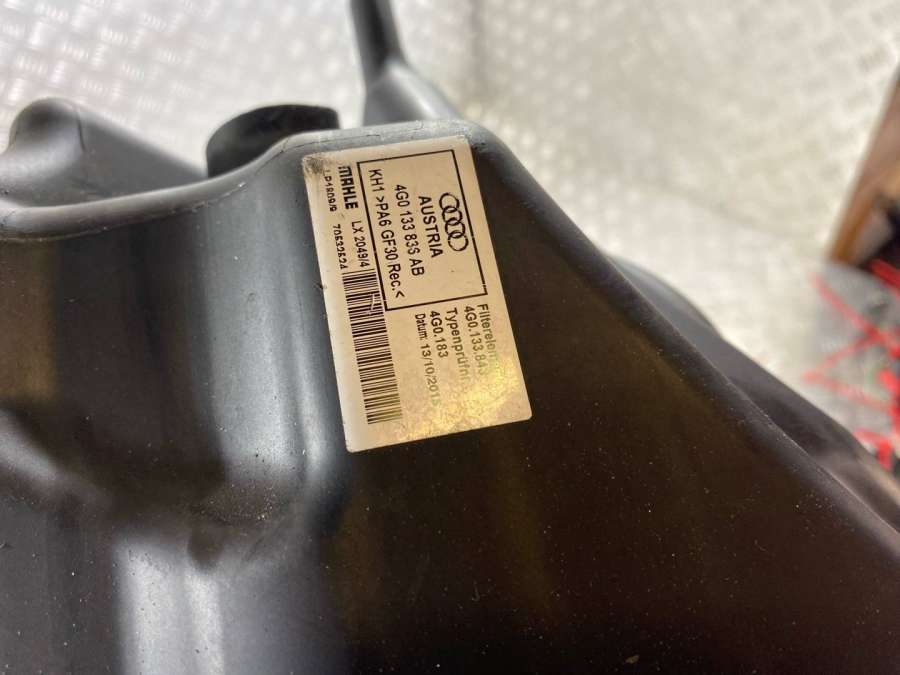 AUSTRIA
4G0 133 835 AB
KH1 >PA6 GF30 Rec.<
4G0.133.843
Typenprüfnr.
4G0.183
Datum: 13/10/2015
MAHLE LX 2049/4
70532524